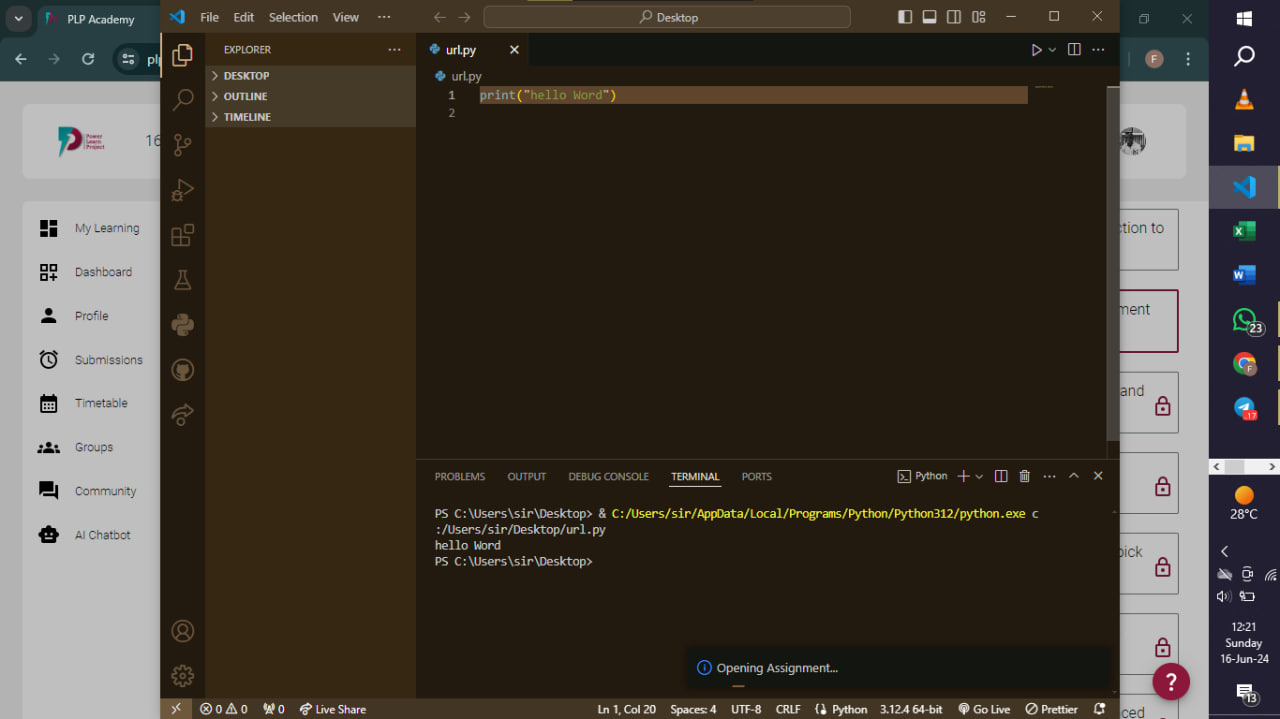 PLP Academy
File Edit Selection View ···
Desktop
plp
F
EXPLORER ···
url.py
DESKTOP
OUTLINE
TIMELINE
url.py
1 print("hello Word")
2
Power
Learn
Project
16
My Learning
Dashboard
Profile
Submissions
Timetable
Groups
Community
AI Chatbot
ction to
ment
and
pick
ced
PROBLEMS OUTPUT DEBUG CONSOLE TERMINAL PORTS
Python
PS C:\Users\sir\Desktop> & C:/Users/sir/AppData/Local/Programs/Python/Python312/python.exe c
:/Users/sir/Desktop/url.py
hello Word
PS C:\Users\sir\Desktop>
Opening Assignment...
0 0 0 Live Share
Ln 1, Col 20 Spaces: 4 UTF-8 CRLF Python 3.12.4 64-bit Go Live Prettier
?
23
F
17
28°C
12:21
Sunday
16-Jun-24
13